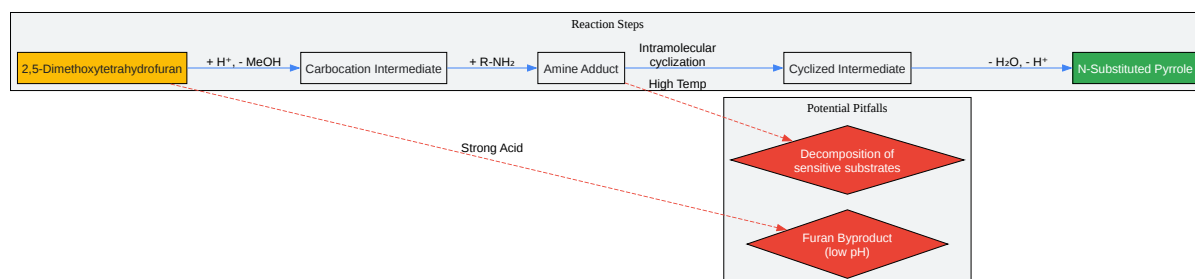 Reaction Steps
2,5-Dimethoxytetrahydrofuran
+ H⁺, - MeOH
Carbocation Intermediate
+ R-NH₂
Amine Adduct
Intramolecular
cyclization
Cyclized Intermediate
- H₂O, - H⁺
N-Substituted Pyrrole
High Temp
Potential Pitfalls
Strong Acid
Decomposition of
sensitive substrates
Furan Byproduct
(low pH)